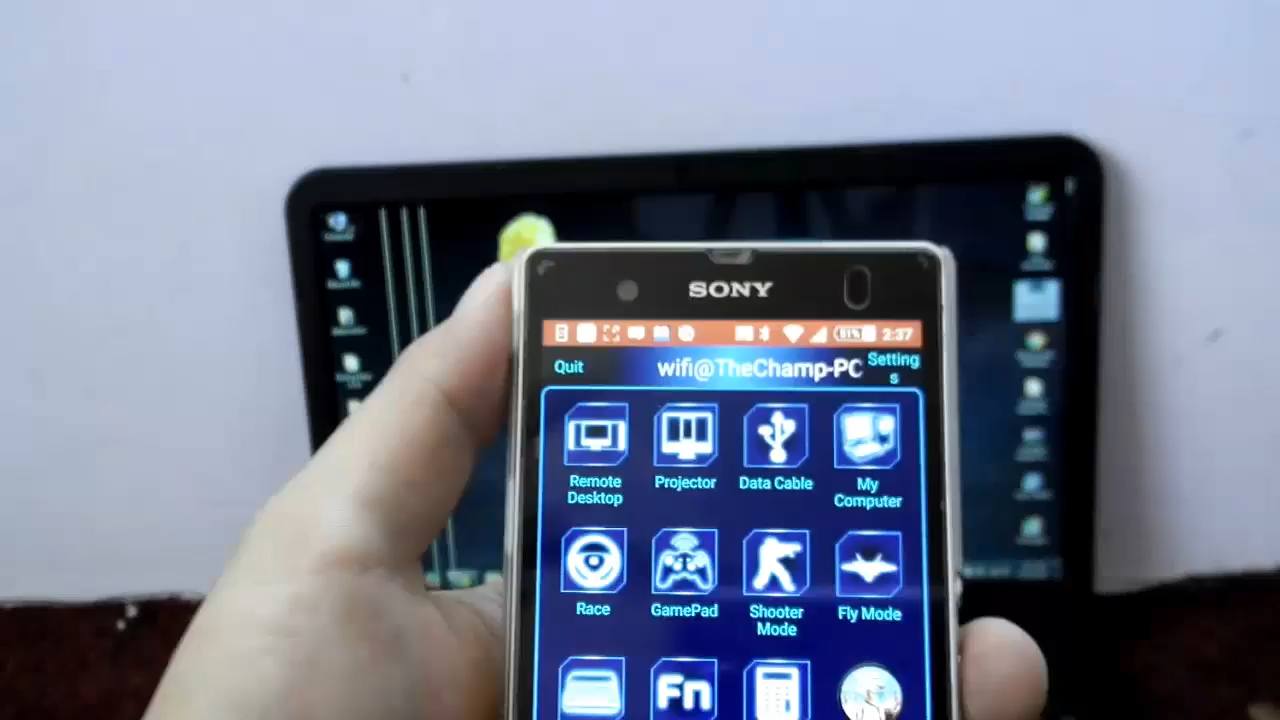 SONY
51% 2:37
Quit wifi@TheChamp-PC Setting
s
Remote
Desktop
Projector
Data Cable
My
Computer
Race
GamePad
Shooter
Mode
Fly Mode
Fn